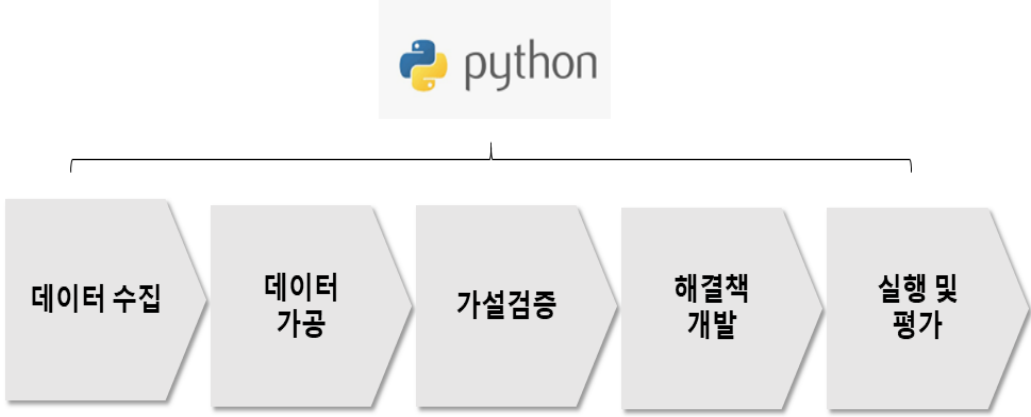 python
데이터 수집
데이터
가공
가설검증
해결책
개발
실행 및
평가